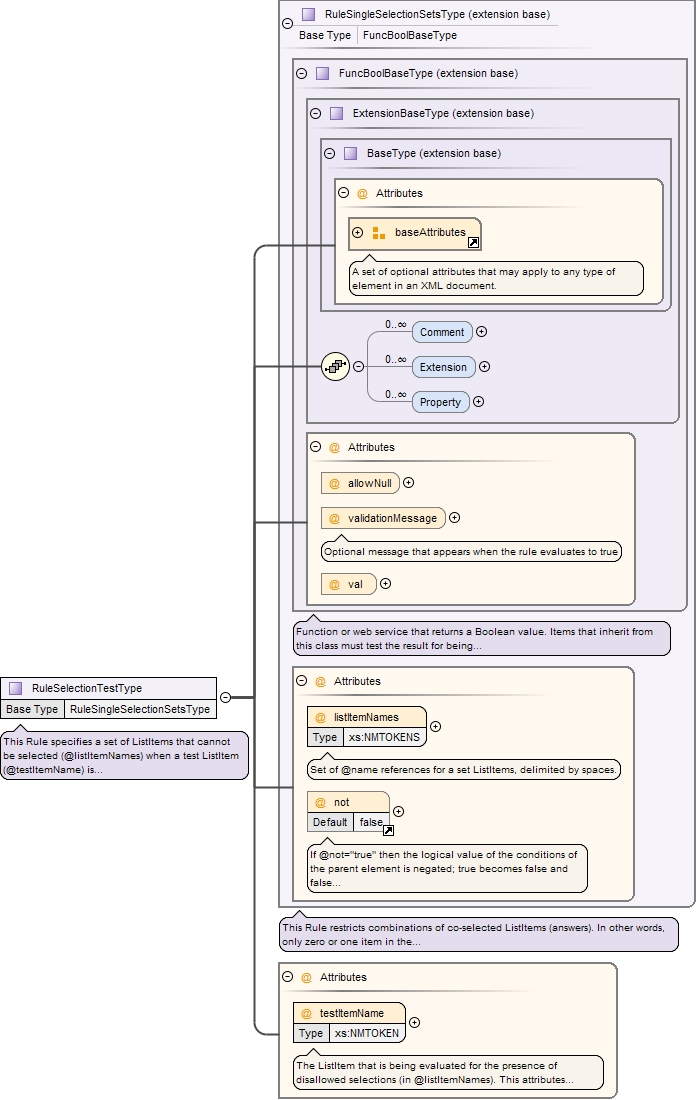 RuleSingleSelectionSetsType (extension base)
Base Type FuncBoolBaseType
FuncBoolBaseType (extension base)
ExtensionBaseType (extension base)
BaseType (extension base)
@ Attributes
baseAttributes
A set of optional attributes that may apply to any type of
element in an XML document.
0..∞
Comment
0..∞
Extension
0..∞
Property
@ Attributes
@ allowNull
@ validationMessage
Optional message that appears when the rule evaluates to true
@ val
Function or web service that returns a Boolean value. Items that inherit from
this class must test the result for being...
RuleSelectionTestType
Base Type RuleSingleSelectionSetsType
This Rule specifies a set of ListItems that cannot
be selected (@listItemNames) when a test ListItem
(@testItemName) is...
@ Attributes
@ listItemNames
Type xs:NMTOKENS
Set of @name references for a set ListItems, delimited by spaces.
@ not
Default false
If @not="true" then the logical value of the conditions of
the parent element is negated; true becomes false and
false...
This Rule restricts combinations of co-selected ListItems (answers). In other words,
only zero or one item in the...
@ Attributes
@ testItemName
Type xs:NMTOKEN
The ListItem that is being evaluated for the presence of
disallowed selections (in @listItemNames). This attributes...